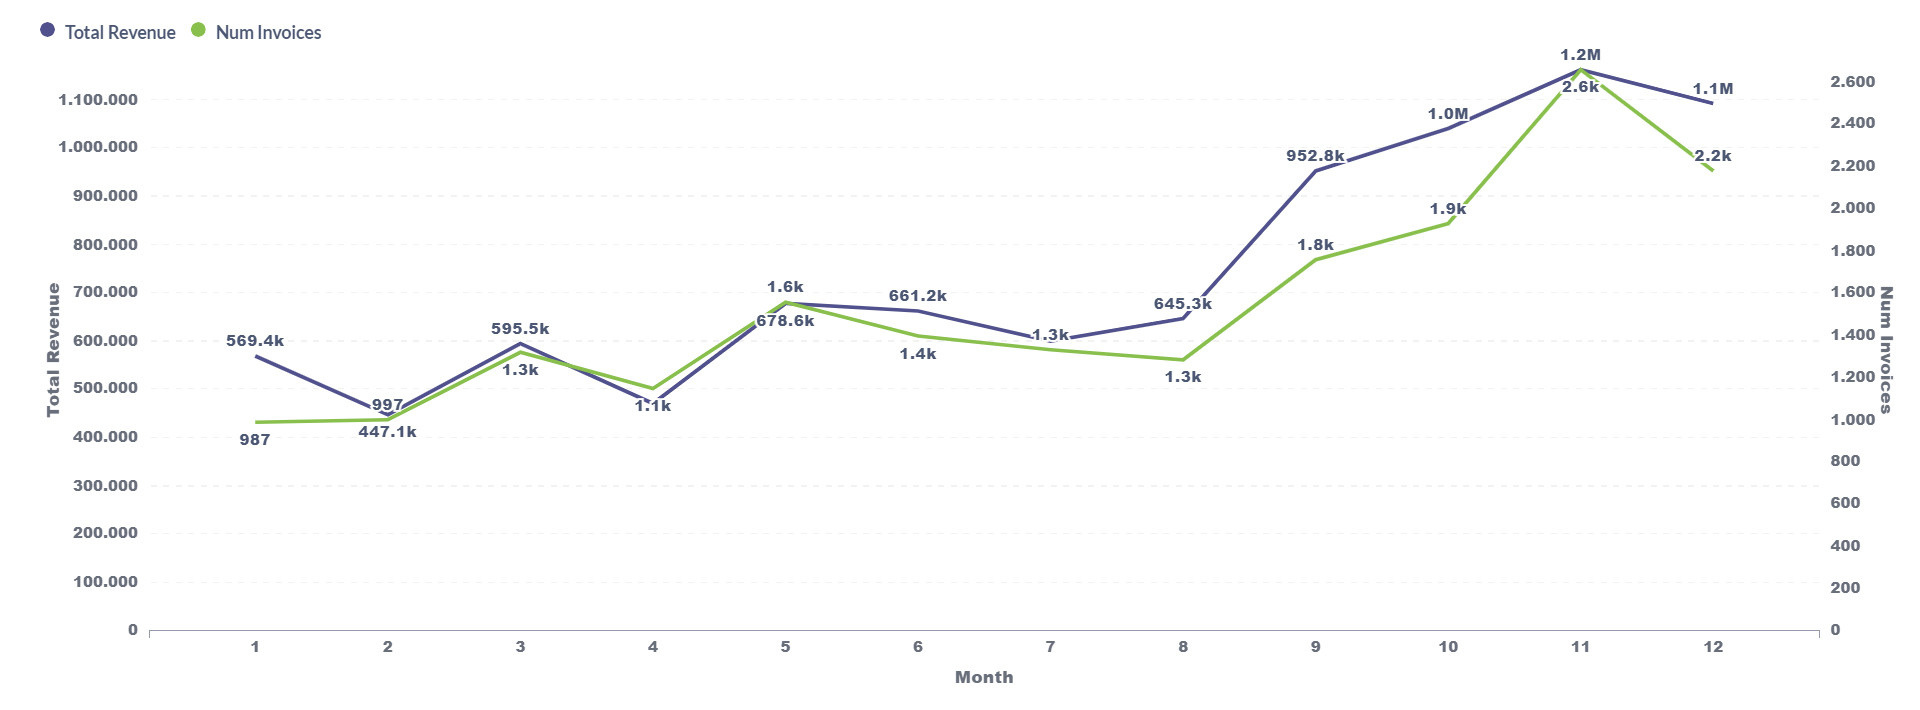 Total Revenue Num Invoices
1.2M
2.600
1.1M
2.6k
1.100.000
1.0M
2.400
1.000.000
952.8k
2.2k
2.200
900.000
1.9k
2.000
800.000
1.8k
1.800
1.6k
700.000
661.2k
1.600
645.3k
678.6k
595.5k
1.3k
1.400
600.000
569.4k
1.4k
1.3k
1.3k
1.200
500.000
997
1.1k
1.000
447.1k
400.000
987
800
300.000
600
200.000
400
100.000
200
0
0
Total Revenue
Num Invoices
1 2 3 4 5 6 7 8 9 10 11 12
Month